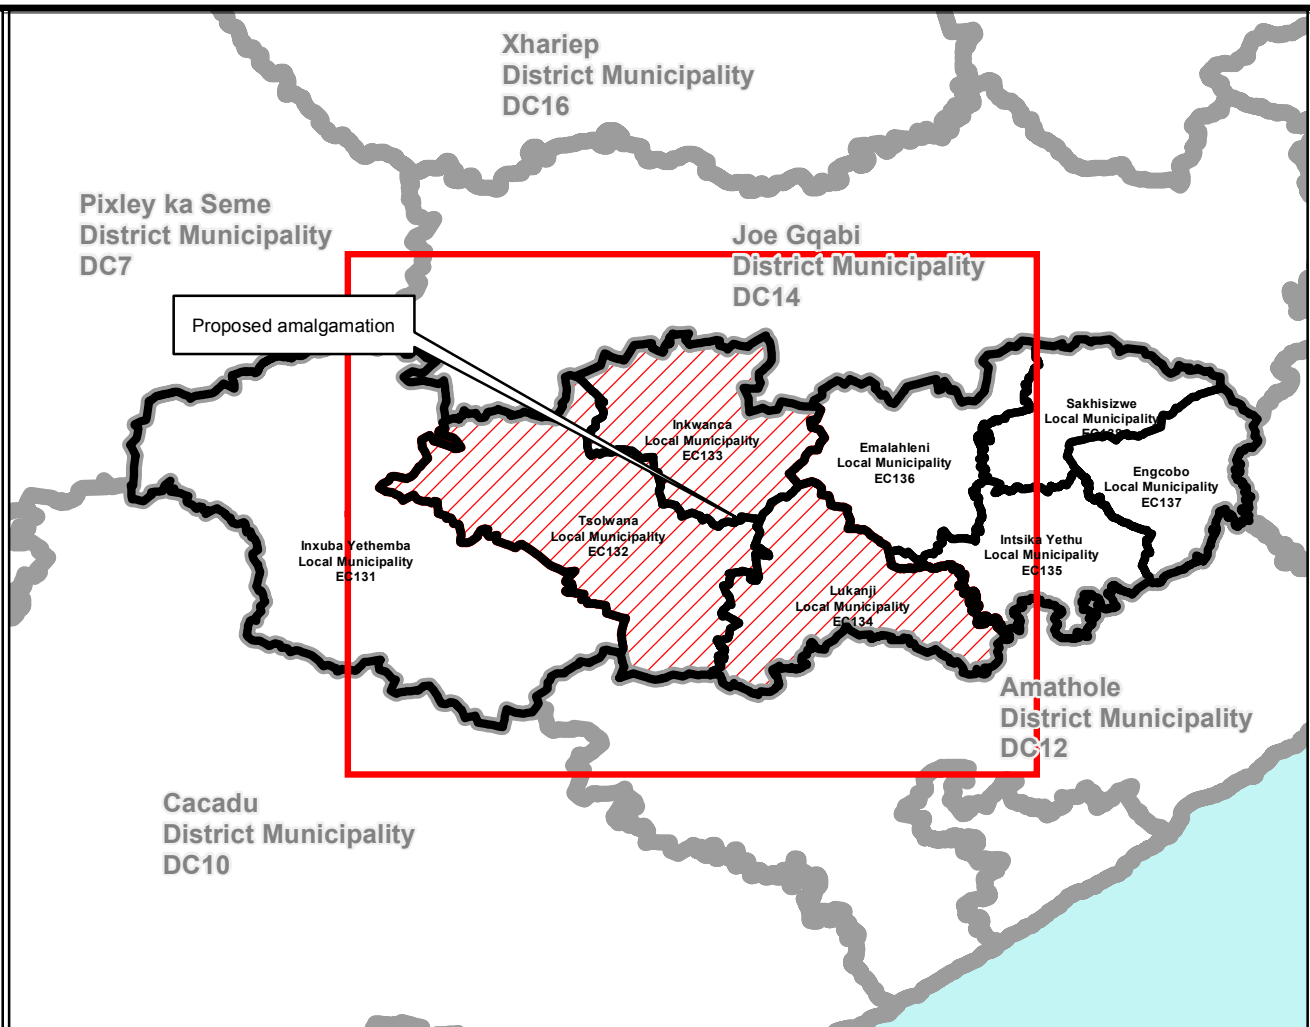 Xhariep
District Municipality
DC16
Pixley ka Seme
District Municipality
DC7
Joe Gqabi
District Municipality
DC14
Proposed amalgamation
Inkwanca
Local Municipality
EC133
Emalahleni
Local Municipality
EC136
Sakhisizwe
Local Municipality
EC138
Engcobo
Local Municipality
EC137
Tsolwana
Local Municipality
EC132
Inxuba Yethemba
Local Municipality
EC131
Intsika Yethu
Local Municipality
EC135
Lukanji
Local Municipality
EC134
Amathole
District Municipality
DC12
Cacadu
District Municipality
DC10